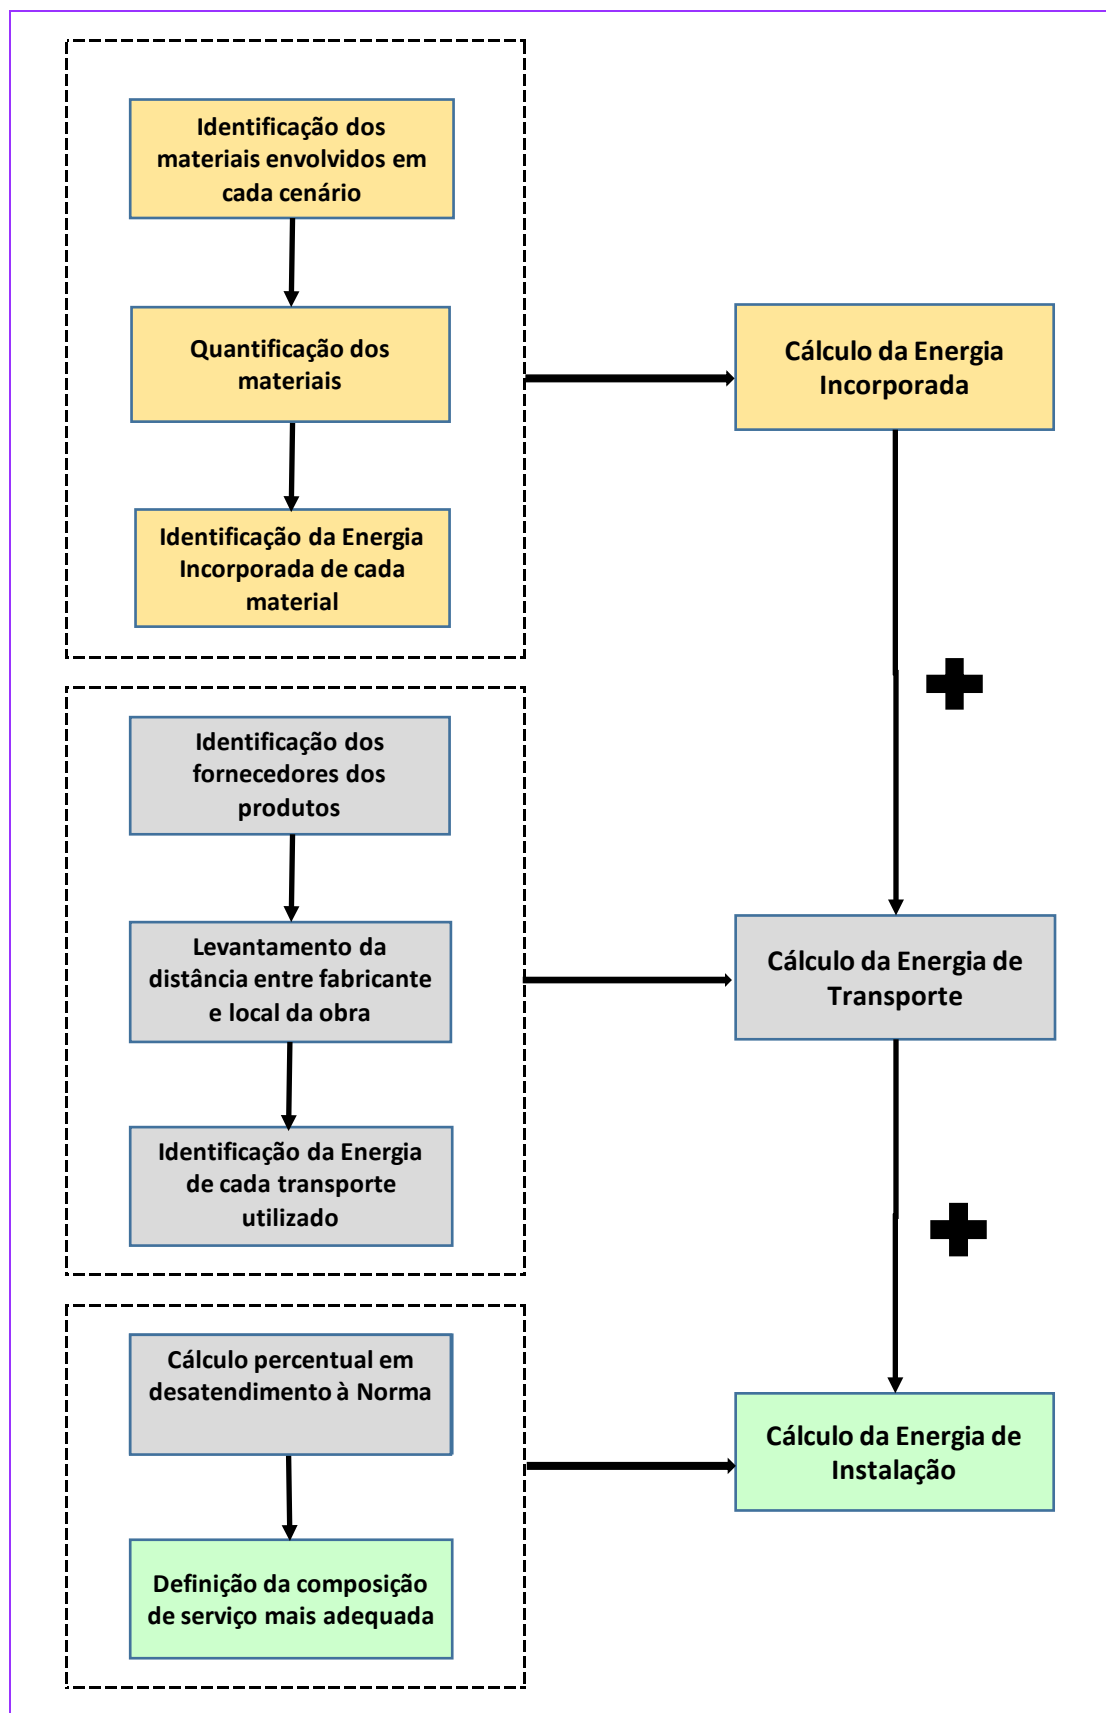 Identificação dos
materiais envolvidos em
cada cenário
Quantificação dos
materiais
Cálculo da Energia
Incorporada
Identificação da Energia
Incorporada de cada
material
Identificação dos
fornecedores dos
produtos
Levantamento da
distância entre fabricante
e local da obra
Cálculo da Energia de
Transporte
Identificação da Energia
de cada transporte
utilizado
Cálculo percentual em
desatendimento à Norma
Cálculo da Energia de
Instalação
Definição da composição
de serviço mais adequada